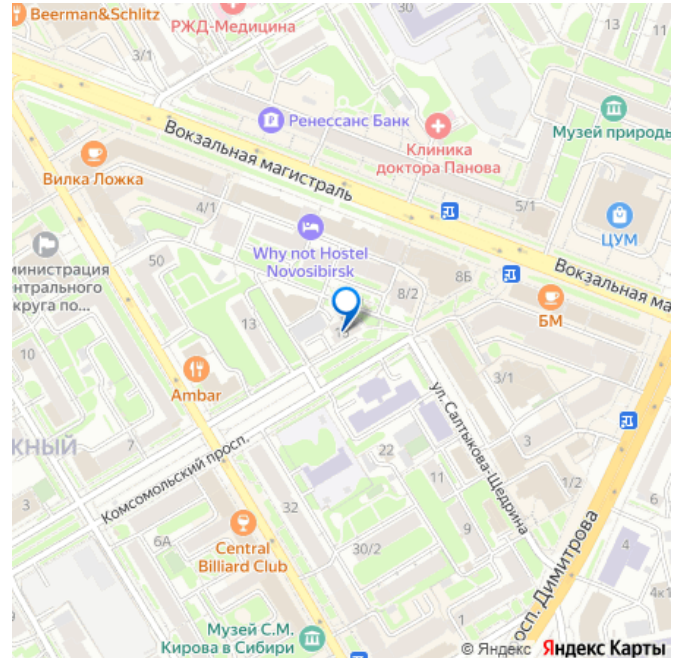 Beerman&Schlitz
РЖД-Медицина
30
13
11
3/1
Ренессанс Банк
Музей природы
Клиника
доктора Панова
Вокзальная магистраль
Вилка Ложка
4/1
5/1
ЦУМ
Why not Hostel
Novosibirsk
министрация
нтрального
круга по...
50
8Б
8/2
Вокзальная ма
БМ
13
10
Ambar
3/1
ул. Салтыкова-Щедрина
ЖНЫЙ
7
Комсомольский просп.
22
3
11
1/2
3
6
32
9
6А
Central
Billiard Club
30/2
4
просп. Димитрова
4к1
1
Музей С.М.
Кирова в Сибири
© Яндекс Яндекс Карты